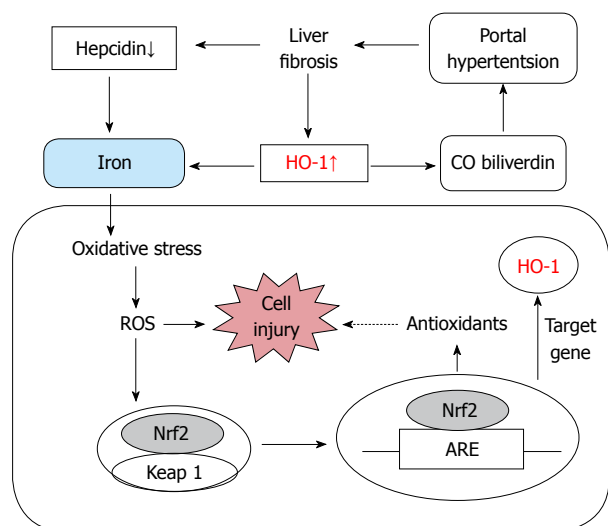 Hepcidin↓
Liver
fibrosis
Portal
hypertentsion
Iron
HO-1↑
CO biliverdin
Oxidative stress
ROS
Cell
injury
Antioxidants
HO-1
Target
gene
Nrf2
Keap 1
Nrf2
ARE